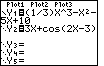 Plot1 Plot2 Plot3
\Y₁=(1/3)X^3-X²-
5X+10
\Y₂=3X+cos(2X-3)
\Y₃=
\Y₄=
\Y₅=